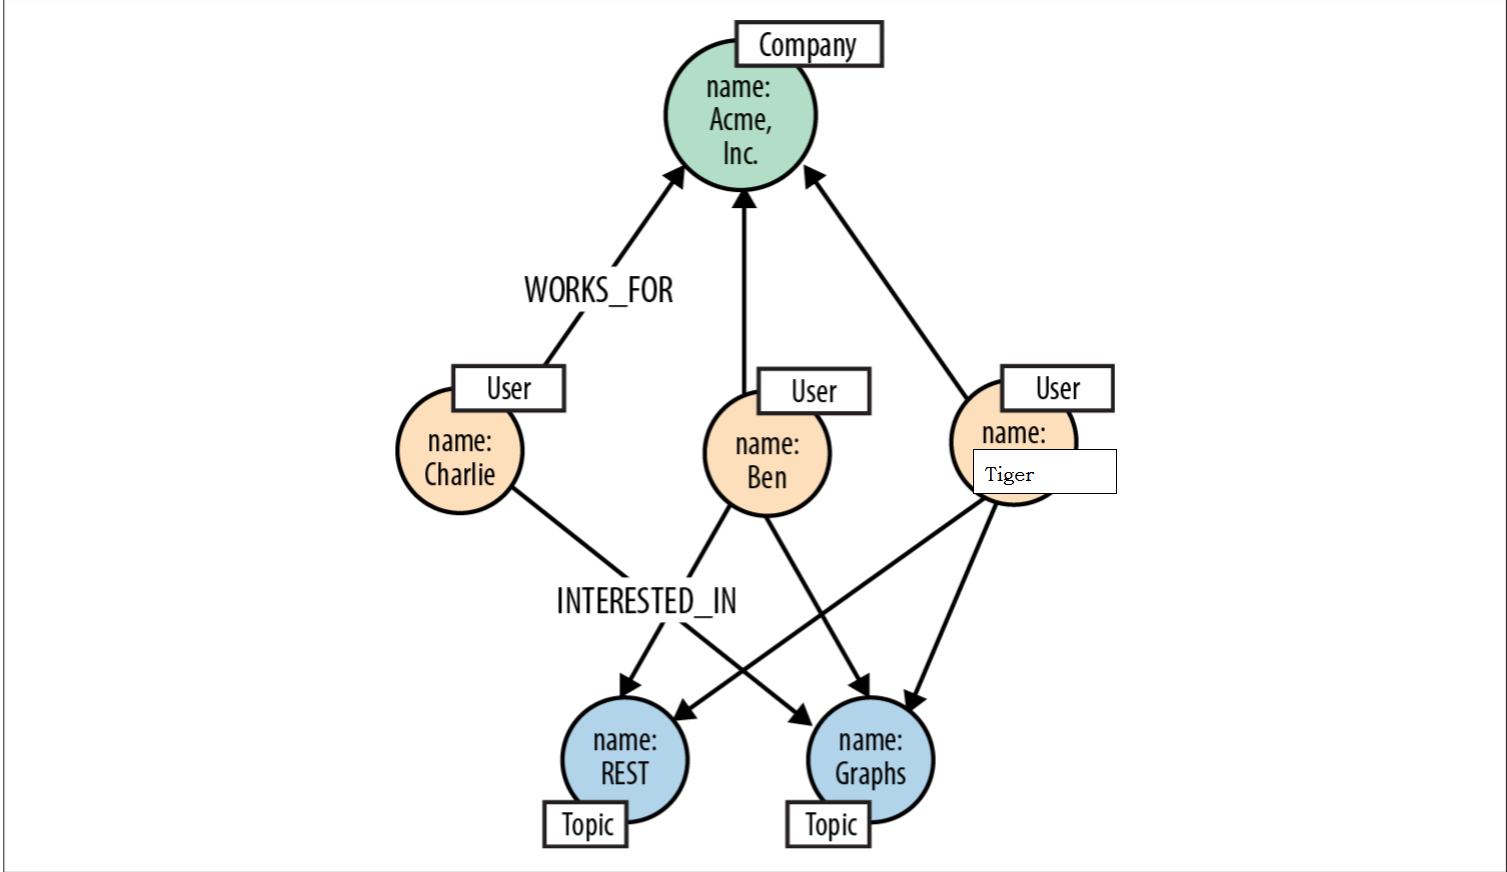 Company
name:
Acme,
Inc.
WORKS_FOR
User
name:
Charlie
User
name:
Ben
User
name:
Tiger
INTERESTED_IN
name:
REST
Topic
name:
Graphs
Topic